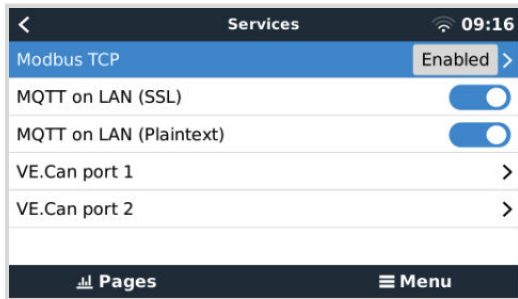 Services 09:16
Modbus TCP Enabled
MQTT on LAN (SSL)
MQTT on LAN (Plaintext)
VE.Can port 1
VE.Can port 2
Pages Menu